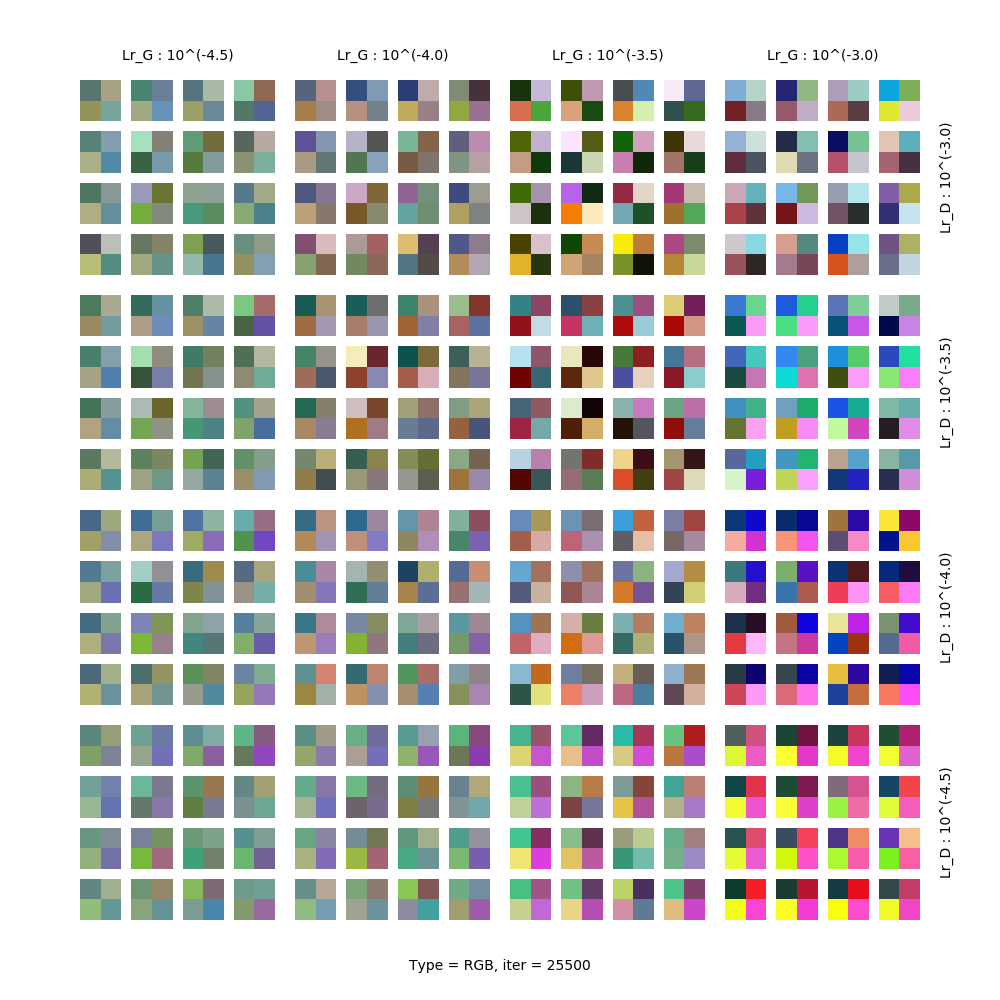 Lr_G : 10^(-4.5)
Lr_G : 10^(-4.0)
Lr_G : 10^(-3.5)
Lr_G : 10^(-3.0)
Lr_D : 10^(-3.0)
Lr_D : 10^(-3.5)
Lr_D : 10^(-4.0)
Lr_D : 10^(-4.5)
Type = RGB, iter = 25500